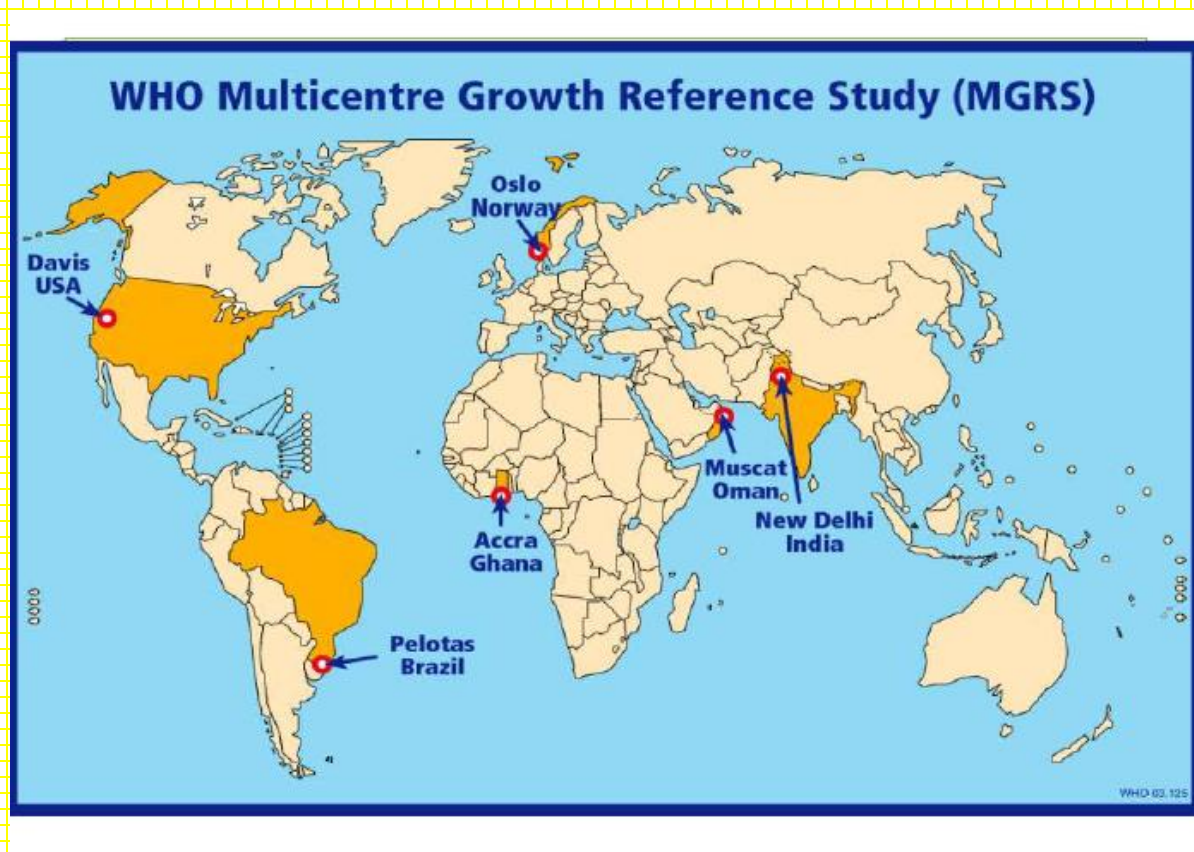 WHO Multicentre Growth Reference Study (MGRS)
Oslo
Norway
Davis
USA
Muscat
Oman
New Delhi
India
Accra
Ghana
Pelotas
Brazil
WHO 03.125